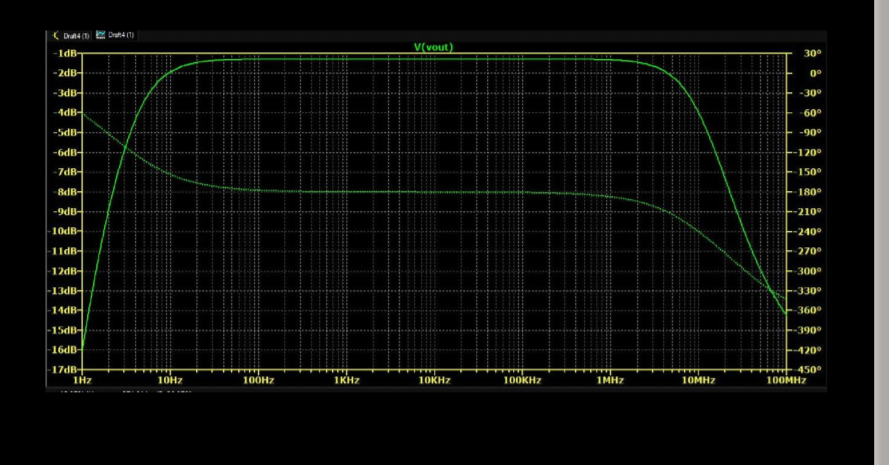 Draft4 (1) Draft4 (1)
V(vout)
-1dB 30°
-2dB 0°
-3dB -30°
-4dB -60°
-5dB -90°
-6dB -120°
-7dB -150°
-8dB -180°
-9dB -210°
-10dB -240°
-11dB -270°
-12dB -300°
-13dB -330°
-14dB -360°
-15dB -390°
-16dB -420°
-17dB -450°
1Hz 10Hz 100Hz 1KHz 10KHz 100KHz 1MHz 10MHz 100MHz